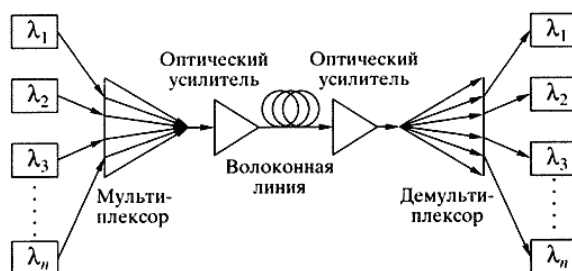 λ1
λ2
λ3
λn
Мульти-
плексор
Оптический
усилитель
Волоконная
линия
Оптический
усилитель
Демульти-
плексор
λ1
λ2
λ3
λn